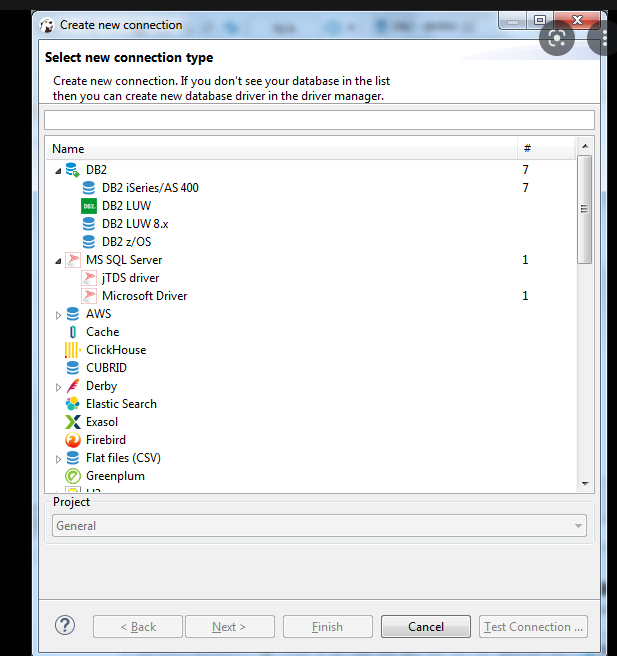 Create new connection
Select new connection type
Create new connection. If you don't see your database in the list
then you can create new database driver in the driver manager.
Name #
DB2 7
DB2 iSeries/AS 400 7
DB2.
DB2 LUW
DB2 LUW 8.x
DB2 z/OS
MS SQL Server 1
jTDS driver
Microsoft Driver 1
AWS
Cache
ClickHouse
CUBRID
Derby
Elastic Search
Exasol
Firebird
Flat files (CSV)
Greenplum
Project
General
? < Back Next > Finish Cancel Test Connection ...